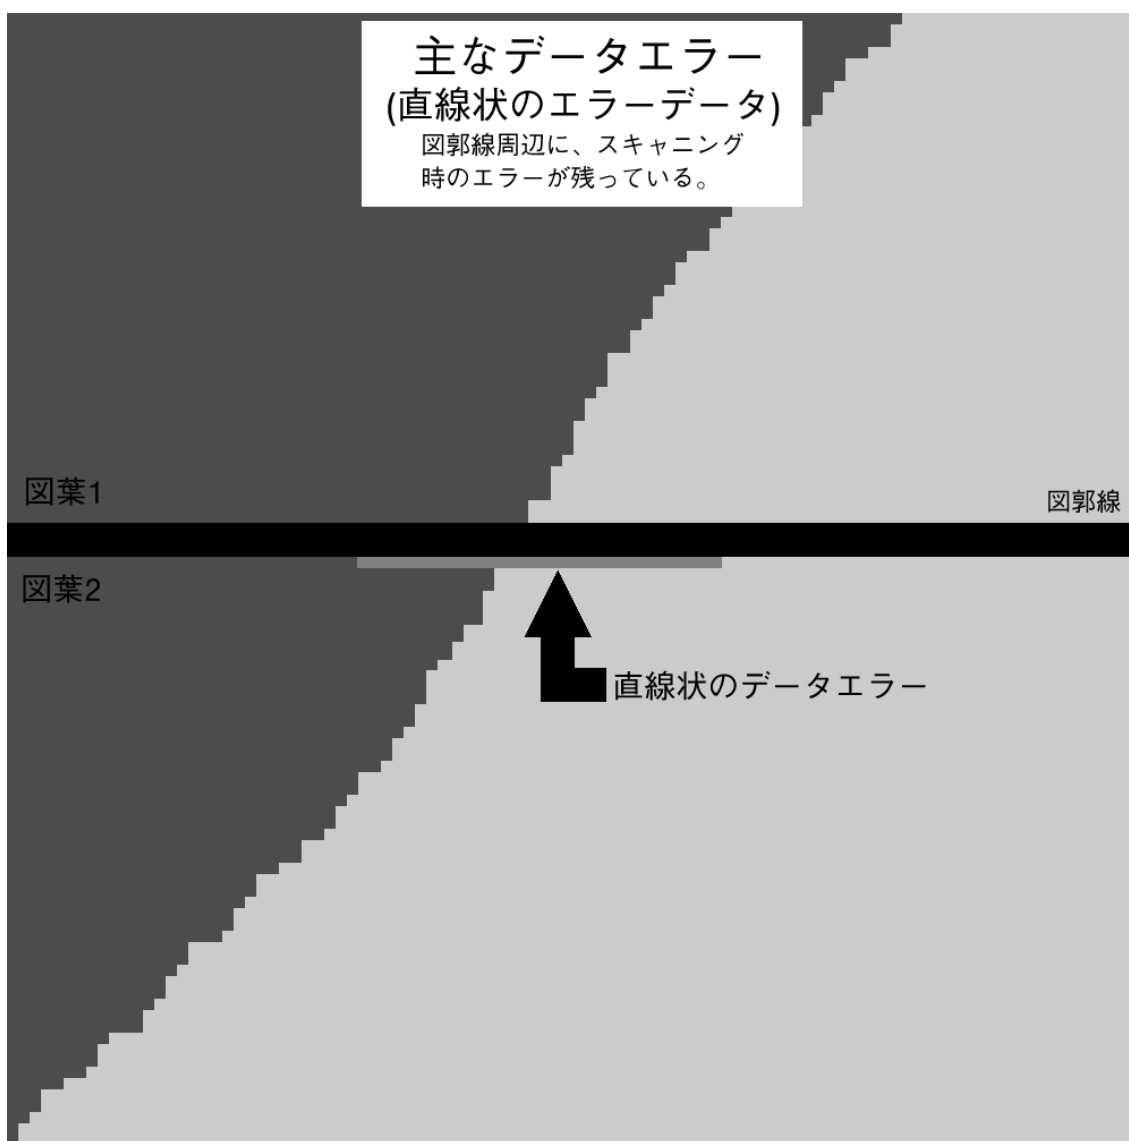 主なデータエラー
(直線状のエラーデータ)
図郭線周辺に、スキャニング
時のエラーが残っている。
図葉1
図郭線
図葉2
直線状のデータエラー